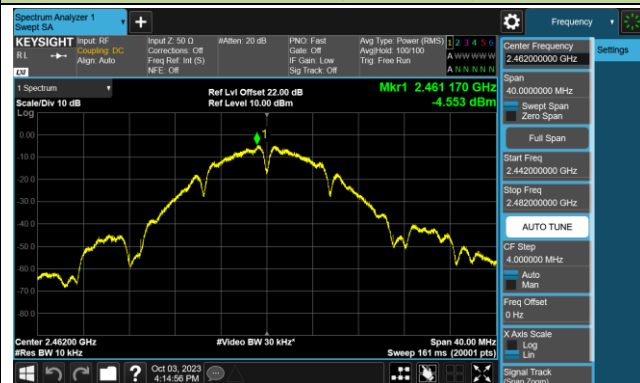 Spectrum Analyzer 1
Swept SA
+
Frequency
KEYSIGHT
Input: RF
Input Z: 50 Ω
#Atten: 20 dB
PNO: Fast
Avg Type: Power (RMS)
1 2 3 4 5 6
RL
Coupling: DC
Corrections: Off
Gate: Off
Avg|Hold: 100/100
A W W W W W
Align: Auto
Freq Ref: Int (S)
IF Gain: Low
Trig: Free Run
NFE: Off
Sig Track: Off
A N N N N N
LXI
1 Spectrum
Ref Lvl Offset 22.00 dB
Mkr1 2.461 170 GHz
Scale/Div 10 dB
Ref Level 10.00 dBm
-4.553 dBm
Log
1
0.00
-10.0
-20.0
-30.0
-40.0
-50.0
-60.0
-70.0
-80.0
Center 2.46200 GHz
#Video BW 30 kHz*
Span 40.00 MHz
#Res BW 10 kHz
Sweep 161 ms (20001 pts)
Oct 03, 2023
4:14:56 PM
?
Center Frequency
2.462000000 GHz
Settings
Span
40.0000000 MHz
Swept Span
Zero Span
Full Span
Start Freq
2.442000000 GHz
Stop Freq
2.482000000 GHz
AUTO TUNE
CF Step
4.000000 MHz
Auto
Man
Freq Offset
0 Hz
X Axis Scale
Log
Lin
Signal Track
(Span Zoom)